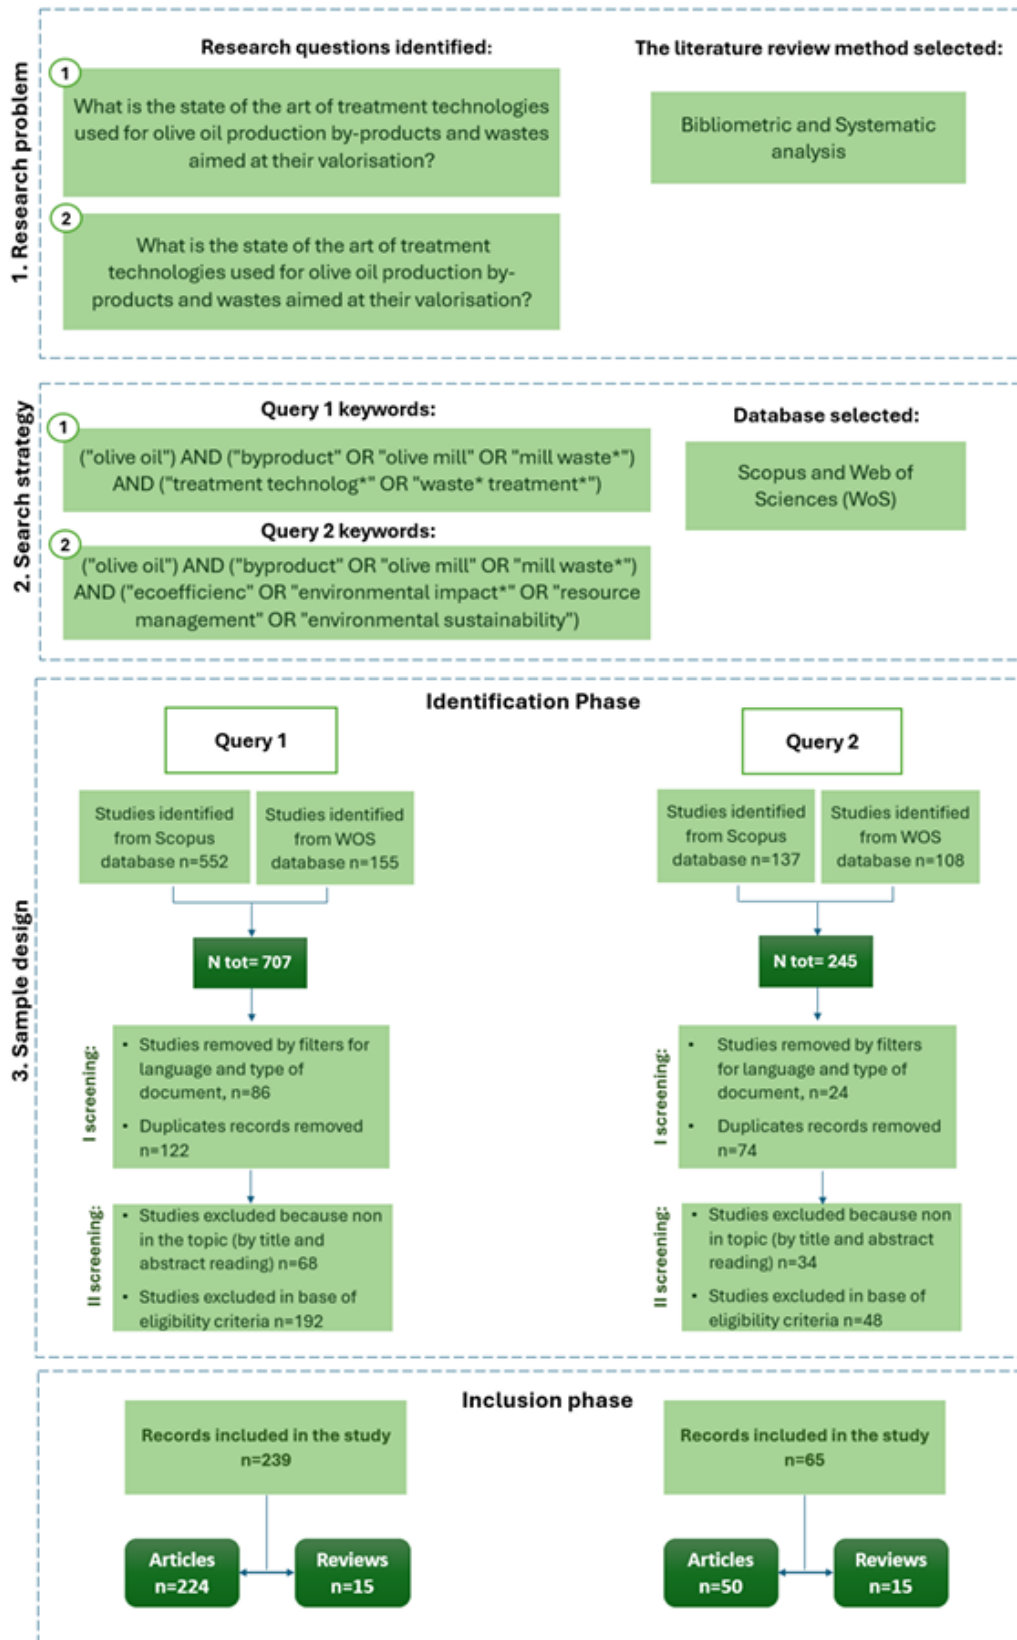 1. Research problem
Research questions identified:
The literature review method selected:
1
What is the state of the art of treatment technologies
used for olive oil production by-products and wastes
aimed at their valorisation?
Bibliometric and Systematic
analysis
2
What is the state of the art of treatment
technologies used for olive oil production by-
products and wastes aimed at their valorisation?
2. Search strategy
Query 1 keywords:
Database selected:
1
("olive oil") AND ("byproduct" OR "olive mill" OR "mill waste*")
AND ("treatment technolog*" OR "waste* treatment*")
Scopus and Web of
Sciences (WoS)
Query 2 keywords:
2
("olive oil") AND ("byproduct" OR "olive mill" OR "mill waste*")
AND ("ecoefficienc" OR "environmental impact*" OR "resource
management" OR "environmental sustainability")
3. Sample design
Identification Phase
Query 1
Studies identified
from Scopus
database n=552
Studies identified
from WOS
database n=155
N tot= 707
I screening:
• Studies removed by filters for
language and type of
document, n=86
• Duplicates records removed
n=122
II screening:
• Studies excluded because non
in the topic (by title and
abstract reading) n=68
• Studies excluded in base of
eligibility criteria n=192
Query 2
Studies identified
from Scopus
database n=137
Studies identified
from WOS
database n=108
N tot= 245
I screening:
• Studies removed by filters
for language and type of
document, n=24
• Duplicates records removed
n=74
II screening:
• Studies excluded because non
in topic (by title and abstract
reading) n=34
• Studies excluded in base of
eligibility criteria n=48
Inclusion phase
Records included in the study
n=239
Articles
n=224
Reviews
n=15
Records included in the study
n=65
Articles
n=50
Reviews
n=15